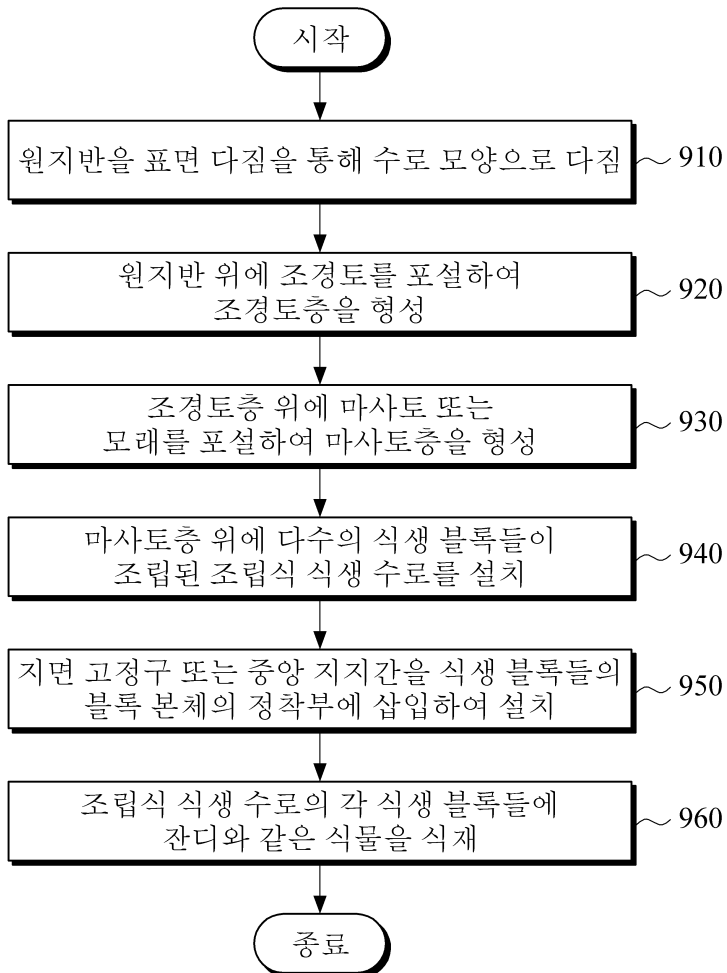 시작
원지반을 표면 다짐을 통해 수로 모양으로 다짐
910
원지반 위에 조경토를 포설하여
조경토층을 형성
920
조경토층 위에 마사토 또는
모래를 포설하여 마사토층을 형성
930
마사토층 위에 다수의 식생 블록들이
조립된 조립식 식생 수로를 설치
940
지면 고정구 또는 중앙 지지간을 식생 블록들의
블록 본체의 정착부에 삽입하여 설치
950
조립식 식생 수로의 각 식생 블록들에
잔디와 같은 식물을 식재
960
종료